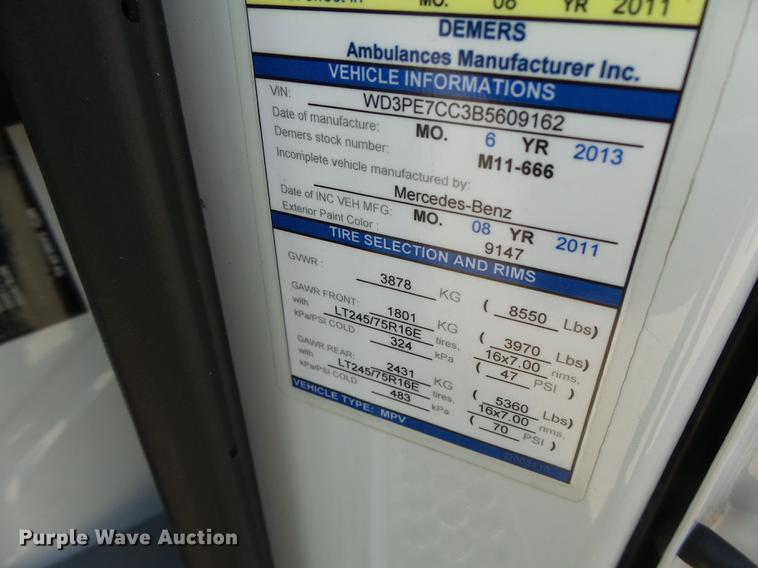 MO. 08 YR 2011
DEMERS
Ambulances Manufacturer Inc.
VEHICLE INFORMATIONS
VIN: WD3PE7CC3B5609162
Date of manufacture: MO. 6 YR 2013
Demers stock number: M11-666
Incomplete vehicle manufactured by:
Mercedes-Benz
Date of INC VEH MFG: MO. 08 YR 2011
Exterior Paint Color : 9147
TIRE SELECTION AND RIMS
GVWR : 3878 KG ( 8550 Lbs)
GAWR FRONT: 1801 KG ( 3970 Lbs)
with LT245/75R16E tires, 16x7.00 rims.
kPa/PSI COLD 324 kPa ( 47 PSI )
GAWR REAR: 2431 KG ( 5360 Lbs)
with LT245/75R16E tires, 16x7.00 rims,
kPa/PSI COLD 483 kPa ( 70 PSI )
VEHICLE TYPE: MPV
Purple Wave Auction